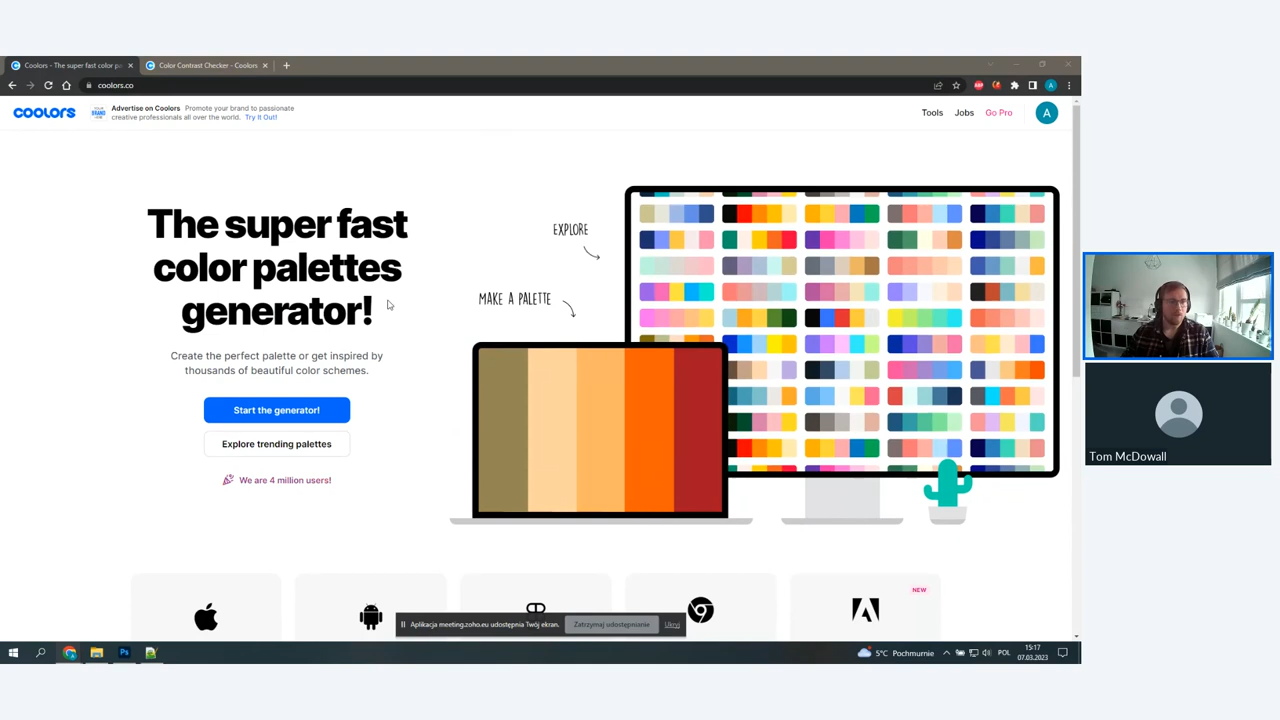 Coolors - The super fast color pa
Color Contrast Checker - Coolors
coolors.co
coolors
Advertise on Coolors Promote your brand to passionate
creative professionals all over the world. Try It Out!
Tools Jobs Go Pro A
The super fast
color palettes
generator!
Create the perfect palette or get inspired by
thousands of beautiful color schemes.
Start the generator!
Explore trending palettes
We are 4 million users!
EXPLORE
MAKE A PALETTE
NEW
Aplikacja meeting.zoho.eu udostępnia Twój ekran. Zatrzymaj udostępnianie Ukryj
Ps
5°C Pochmurnie
POL
15:17
07.03.2023
Tom McDowall